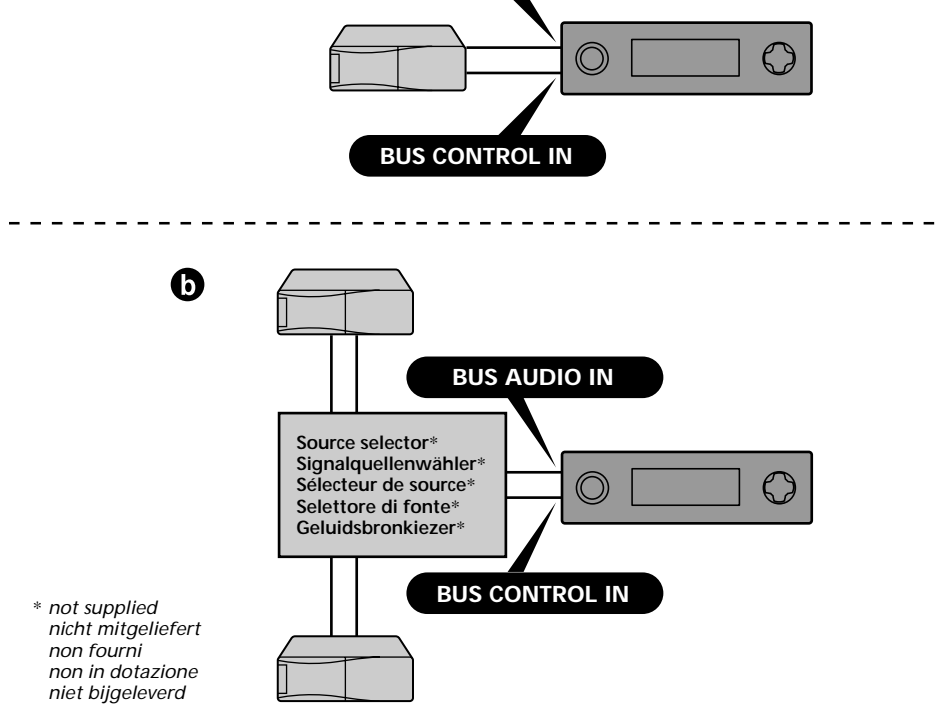 BUS CONTROL IN
b
BUS AUDIO IN
Source selector*
Signalquellenwähler*
Sélecteur de source*
Selettore di fonte*
Geluidsbronkiezer*
BUS CONTROL IN
* not supplied
nicht mitgeliefert
non fourni
non in dotazione
niet bijgeleverd